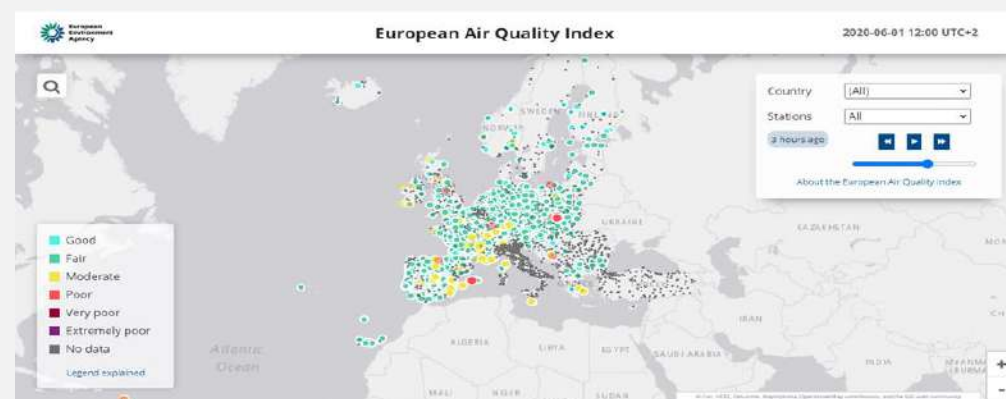 European
Environment
Agency
European Air Quality Index
2020-06-01 12:00 UTC+2
Country
(All)
Stations
All
3 hours ago
About the European Air Quality Index
SWEDEN
FINLAND
NORWAY
UKRAINE
KAZAKHSTAN
Good
Fair
Moderate
Poor
Very poor
Extremely poor
No data
Legend explained
Atlantic
Ocean
ALGERIA
LIBYA
EGYPT
SAUDI ARABIA
IRAN
INDIA
MALI
NIGER
SUDAN
+
-